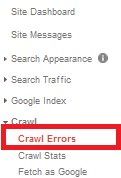 Site Dashboard
Site Messages
Search Appearance
Search Traffic
Google Index
Crawl
Crawl Errors
Crawl Stats
Fetch as Google